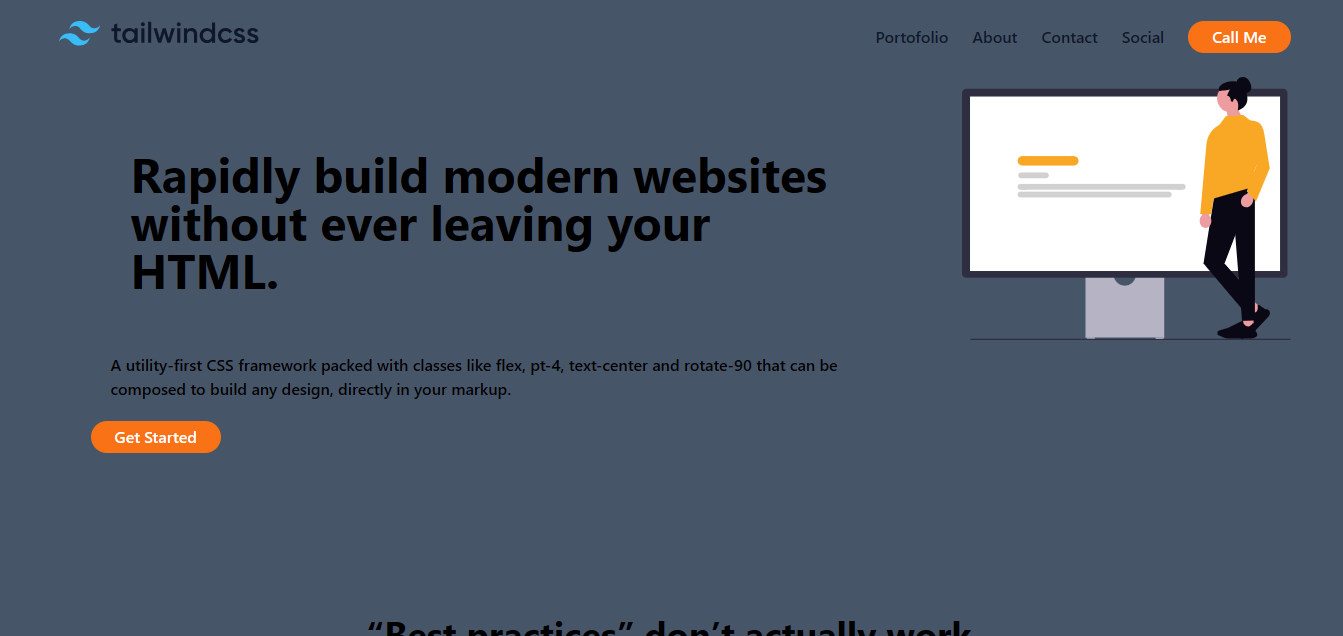 tailwindcss
Portofolio About Contact Social Call Me
Rapidly build modern websites
without ever leaving your
HTML.
A utility-first CSS framework packed with classes like flex, pt-4, text-center and rotate-90 that can be
composed to build any design, directly in your markup.
Get Started
“Best practices” don’t actually work